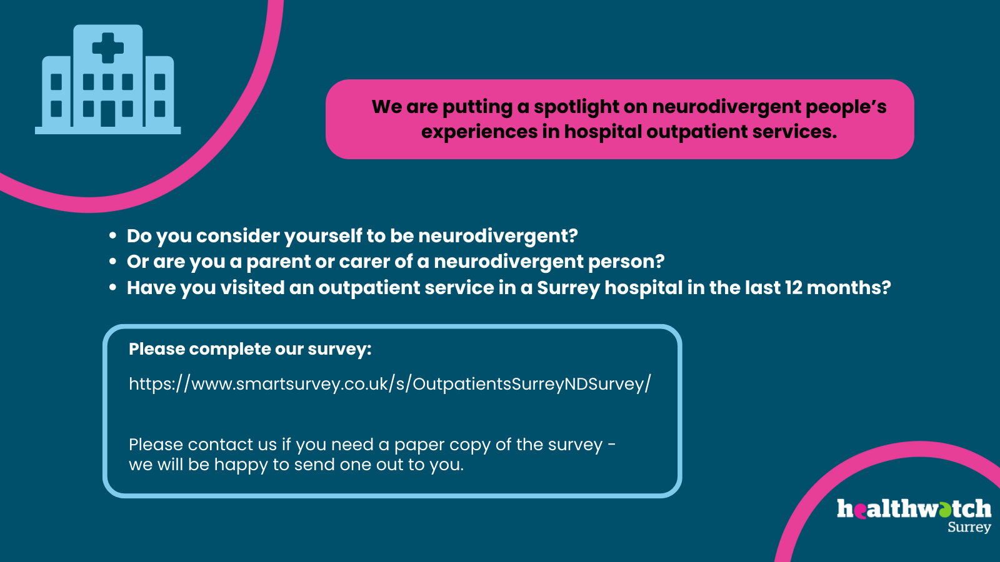 We are putting a spotlight on neurodivergent people’s
experiences in hospital outpatient services.
• Do you consider yourself to be neurodivergent?
• Or are you a parent or carer of a neurodivergent person?
• Have you visited an outpatient service in a Surrey hospital in the last 12 months?
Please complete our survey:
https://www.smartsurvey.co.uk/s/OutpatientsSurreyNDSurvey/
Please contact us if you need a paper copy of the survey -
we will be happy to send one out to you.
healthwatch
Surrey